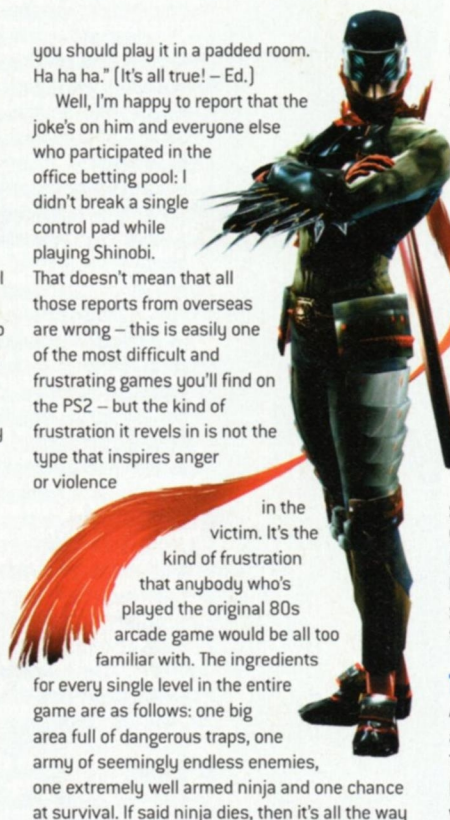 you should play it in a padded room.
Ha ha ha." (It's all true! – Ed.)
Well, I'm happy to report that the
joke's on him and everyone else
who participated in the
office betting pool: I
didn't break a single
control pad while
playing Shinobi.
That doesn't mean that all
those reports from overseas
are wrong – this is easily one
of the most difficult and
frustrating games you'll find on
the PS2 – but the kind of
frustration it revels in is not the
type that inspires anger
or violence
in the
victim. It's the
kind of frustration
that anybody who's
played the original 80s
arcade game would be all too
familiar with. The ingredients
for every single level in the entire
game are as follows: one big
area full of dangerous traps, one
army of seemingly endless enemies,
one extremely well armed ninja and one chance
at survival. If said ninja dies, then it's all the way